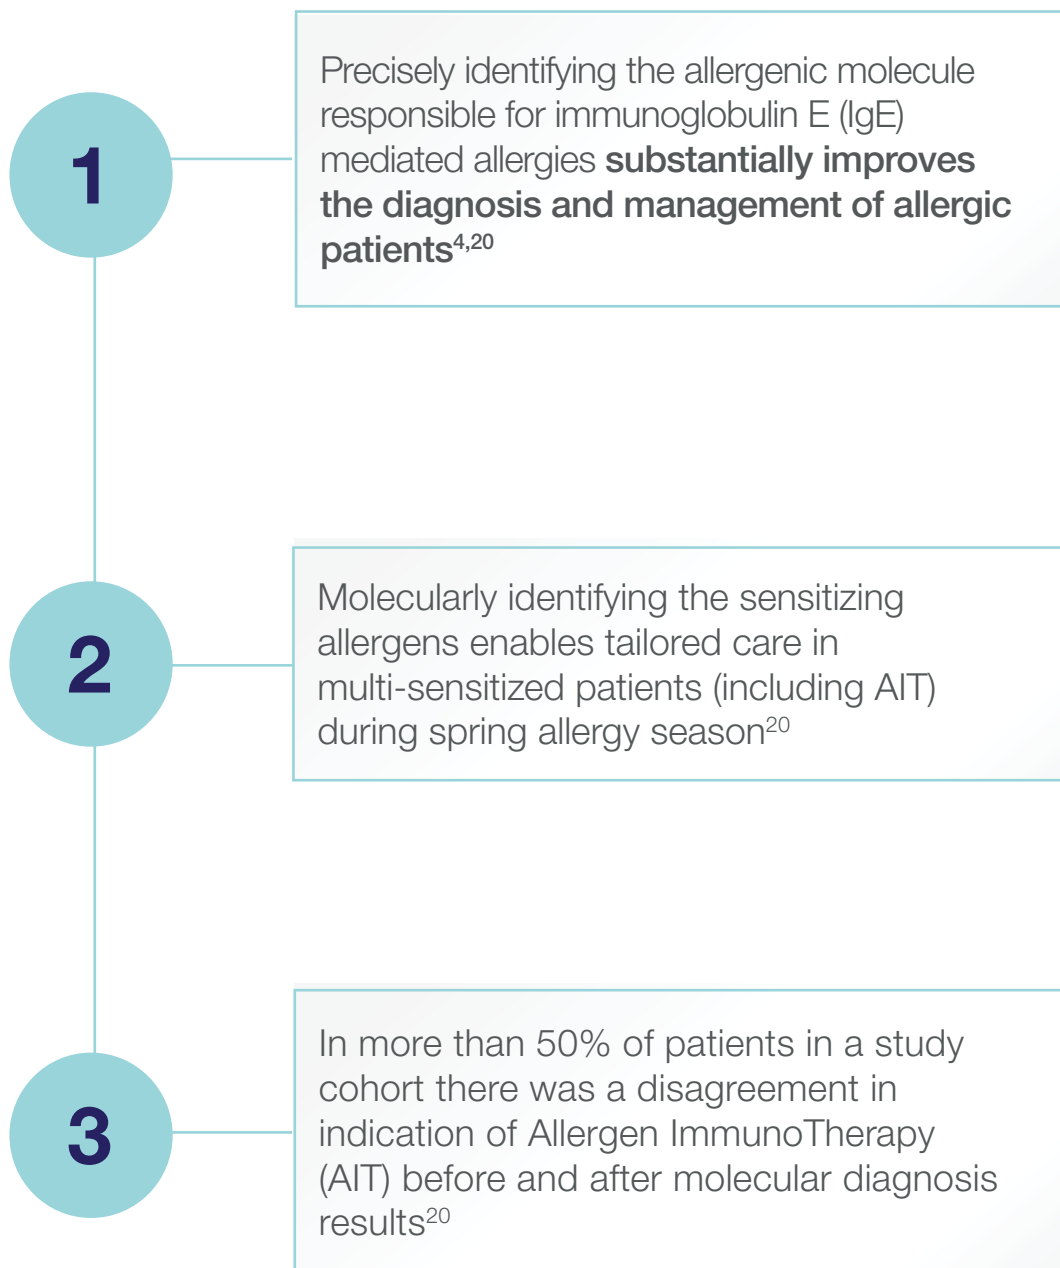 1
Precisely identifying the allergenic molecule
responsible for immunoglobulin E (IgE)
mediated allergies substantially improves
the diagnosis and management of allergic
patients4,20
2
Molecularly identifying the sensitizing
allergens enables tailored care in
multi-sensitized patients (including AIT)
during spring allergy season20
3
In more than 50% of patients in a study
cohort there was a disagreement in
indication of Allergen ImmunoTherapy
(AIT) before and after molecular diagnosis
results20